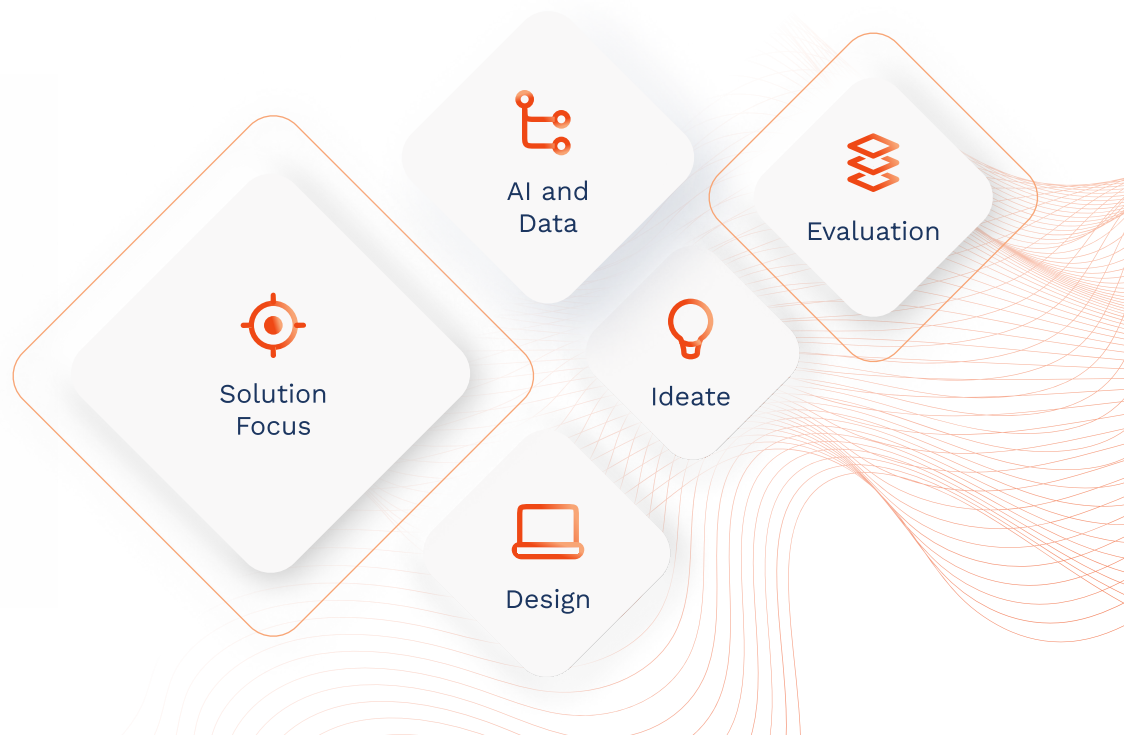 AI and
Data
Evaluation
Solution
Focus
Ideate
Design